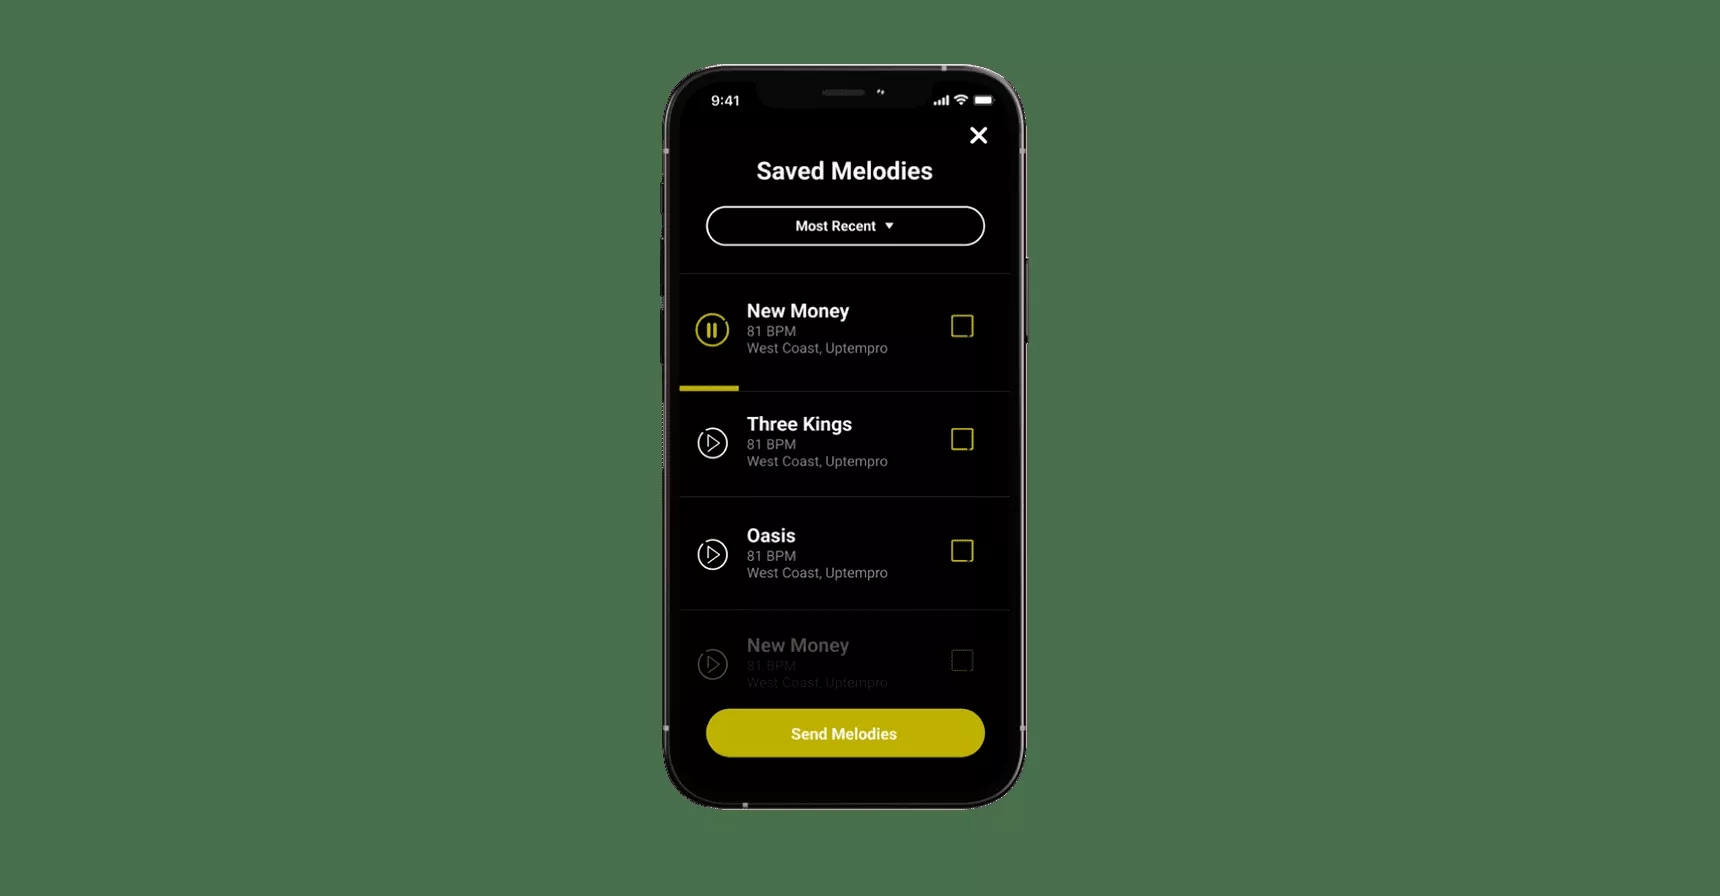 9:41
Saved Melodies
Most Recent
New Money
81 BPM
West Coast, Uptempro
Three Kings
81 BPM
West Coast, Uptempro
Oasis
81 BPM
West Coast, Uptempro
New Money
81 BPM
West Coast, Uptempro
Send Melodies